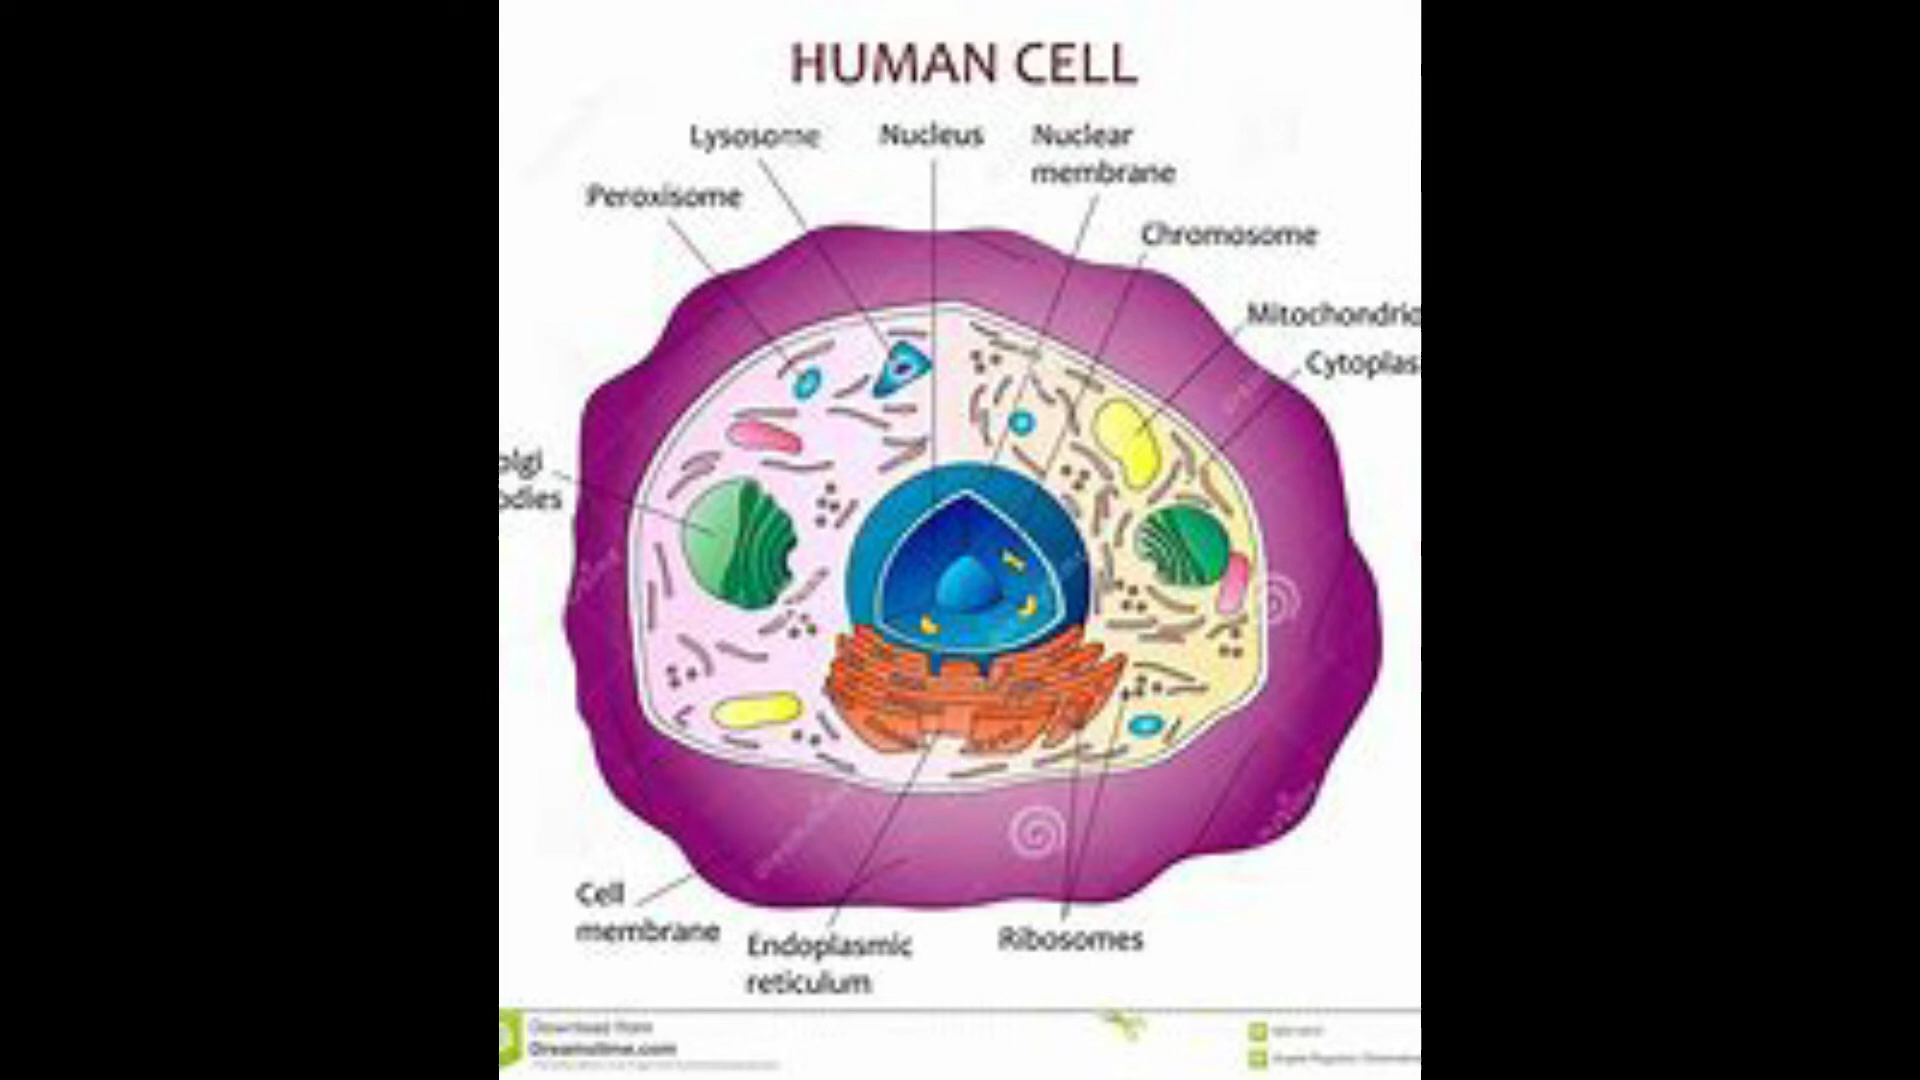 HUMAN CELL
Lysosome
Nucleus
Nuclear
membrane
Peroxisome
Chromosome
Mitochondrio
Cytoplas
olgi
odies
Cell
membrane
Endoplasmic
reticulum
Ribosomes
Download from
Dreamstime.com